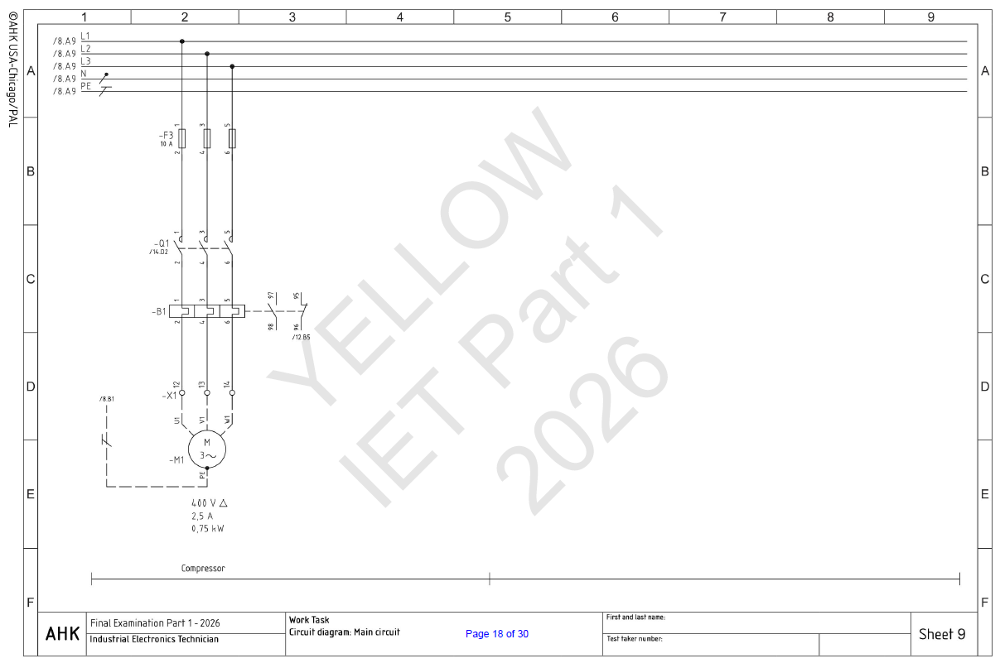 ©AHK USA-Chicago/PAL
1 2 3 4 5 6 7 8 9
A A
B B
C C
D D
E E
F F
/8.A9 L1
/8.A9 L2
/8.A9 L3
/8.A9 N
/8.A9 PE
1 3 5
-F3
10 A
2 4 6
1 3 5
-Q1
/14.D2
2 4 6
1 3 5 97 95
-B1
2 4 6 98 96
/12.B5
12 13 14
-X1
/8.B1
U1 V1 W1
M
3~
-M1
PE
400 V △
2,5 A
0,75 kW
Compressor
YELLOW
IET Part 1
2026
AHK
Final Examination Part 1 - 2026
Industrial Electronics Technician
Work Task
Circuit diagram: Main circuit
Page 18 of 30
First and last name:
Test taker number:
Sheet 9